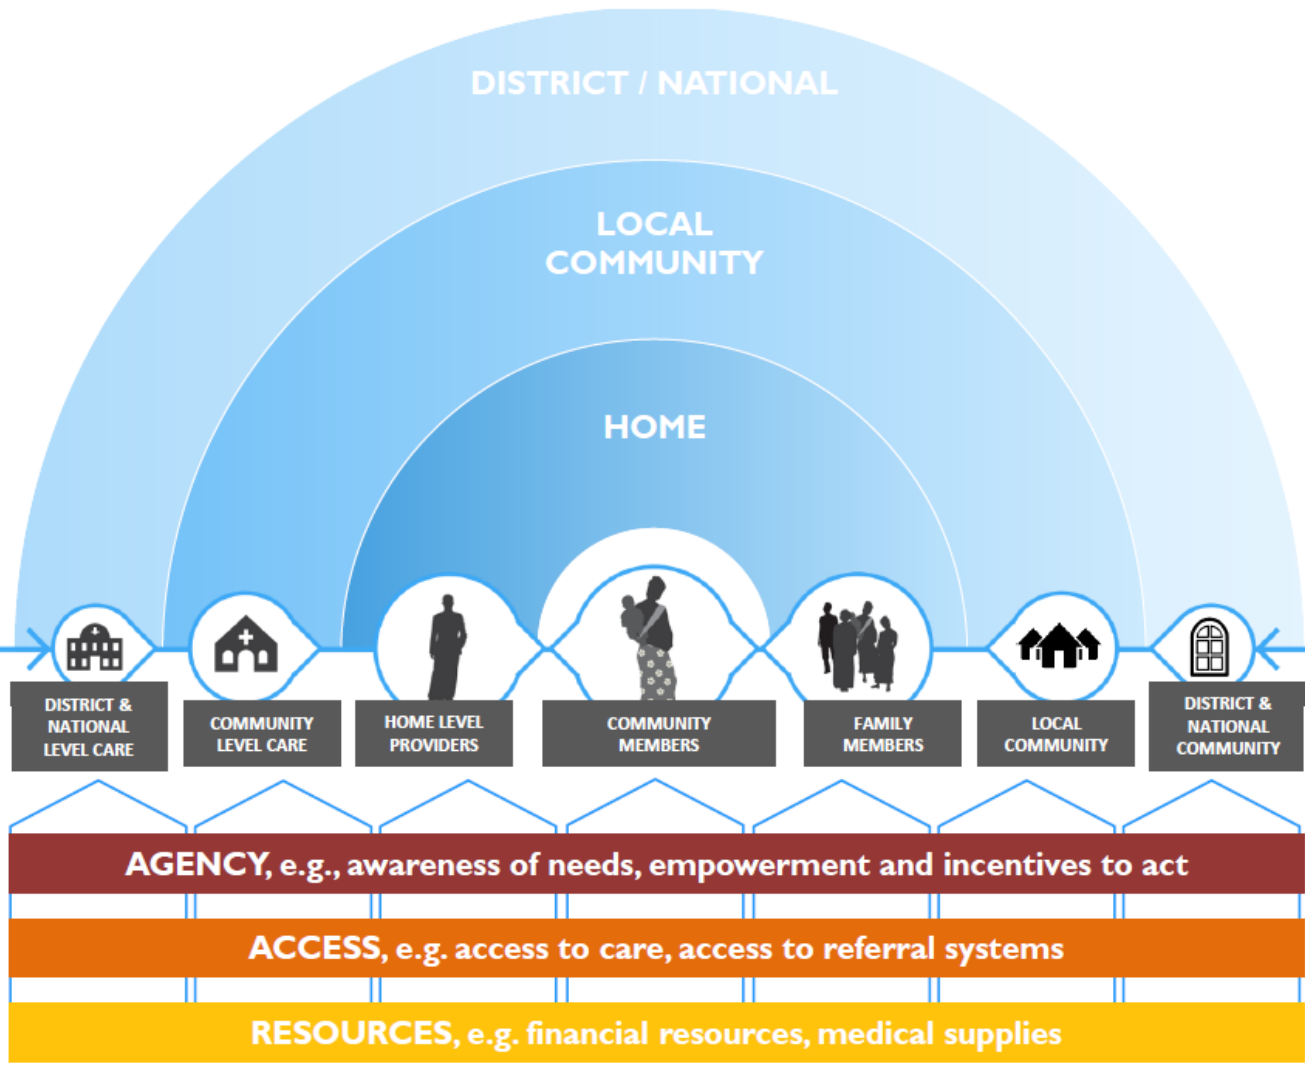 DISTRICT / NATIONAL
LOCAL
COMMUNITY
HOME
DISTRICT &
NATIONAL
LEVEL CARE
COMMUNITY
LEVEL CARE
HOME LEVEL
PROVIDERS
COMMUNITY
MEMBERS
FAMILY
MEMBERS
LOCAL
COMMUNITY
DISTRICT &
NATIONAL
COMMUNITY
AGENCY, e.g., awareness of needs, empowerment and incentives to act
ACCESS, e.g. access to care, access to referral systems
RESOURCES, e.g. financial resources, medical supplies